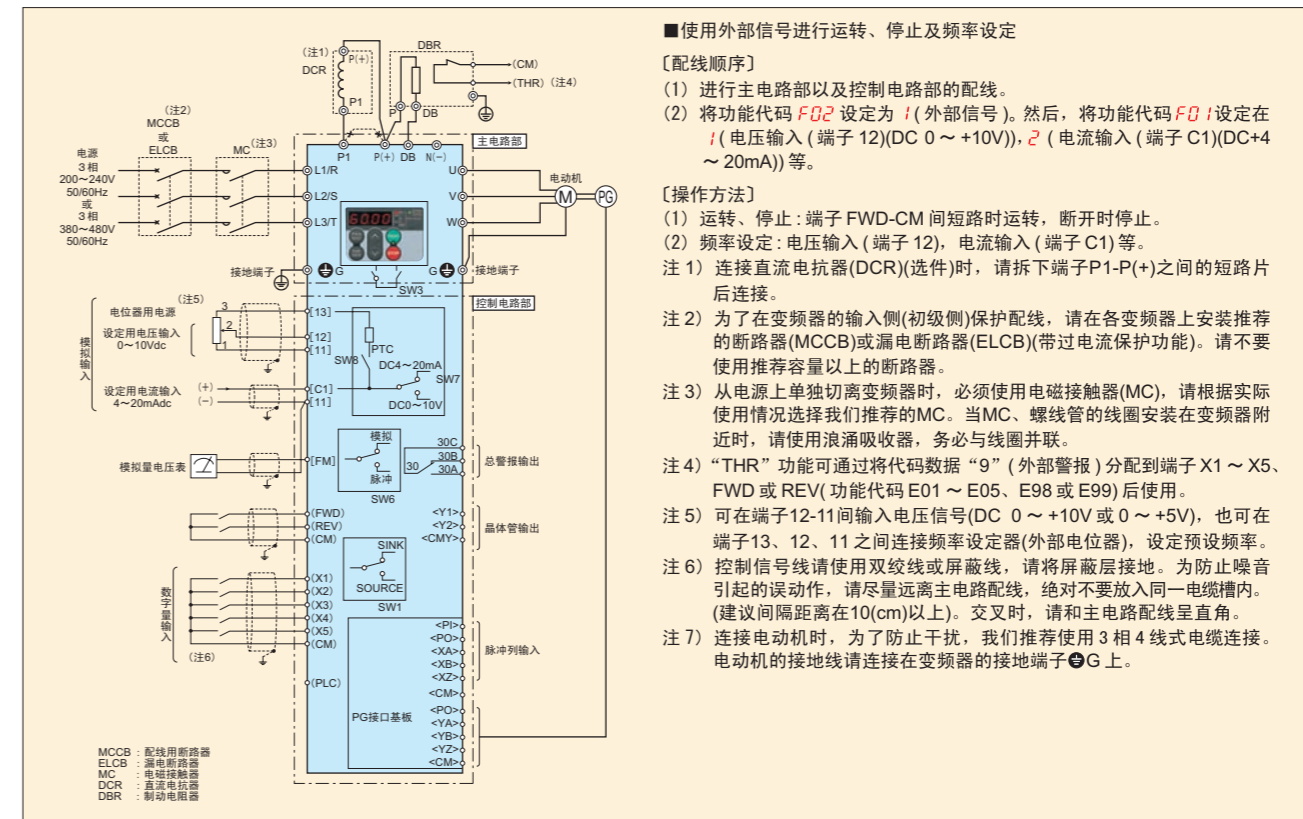 (注1)
P(+)
DCR
P1
DBR
(CM)
(THR) (注4)
P
DB
(注2)
MCCB
或
ELCB
MC(注3)
电源
3相
200～240V
50/60Hz
或
3相
380～480V
50/60Hz
主电路部
P1
P(+)
DB
N(－)
L1/R
L2/S
L3/T
U
V
W
电动机
M
PG
6000
接地端子
G
G
接地端子
SW3
控制电路部
模拟输入
(注5)
电位器用电源
3
设定用电压输入
0～10Vdc
2
1
[13]
[12]
[11]
PTC
SW8
DC4～20mA
SW7
DC0～10V
设定用电流输入
4～20mAdc
(+)
(－)
[C1]
[11]
模拟量电压表
[FM]
模拟
脉冲
SW6
30
30C
30B
30A
总警报输出
(FWD)
(REV)
(CM)
<Y1>
<Y2>
<CMY>
晶体管输出
SINK
SOURCE
SW1
数字量输入
(注6)
(X1)
(X2)
(X3)
(X4)
(X5)
(CM)
(PLC)
PG接口基板
<PI>
<PO>
<XA>
<XB>
<XZ>
<CM>
脉冲列输入
<PO>
<YA>
<YB>
<YZ>
<CM>
MCCB : 配线用断路器
ELCB : 漏电断路器
MC : 电磁接触器
DCR : 直流电抗器
DBR : 制动电阻器
■使用外部信号进行运转、停止及频率设定
〔配线顺序〕
(1) 进行主电路部以及控制电路部的配线。
(2) 将功能代码 F02 设定为 1(外部信号)。然后，将功能代码F01设定在
1(电压输入(端子 12)(DC 0～+10V)), 2 (电流输入(端子 C1)(DC+4
～20mA))等。
〔操作方法〕
(1) 运转、停止:端子 FWD-CM 间短路时运转，断开时停止。
(2) 频率设定:电压输入(端子 12)，电流输入(端子 C1)等。
注 1) 连接直流电抗器(DCR)(选件)时，请拆下端子P1-P(+)之间的短路片
后连接。
注 2) 为了在变频器的输入侧(初级侧)保护配线，请在各变频器上安装推荐
的断路器(MCCB)或漏电断路器(ELCB)(带过电流保护功能)。请不要
使用推荐容量以上的断路器。
注 3) 从电源上单独切离变频器时，必须使用电磁接触器(MC)，请根据实际
使用情况选择我们推荐的MC。当MC、螺线管的线圈安装在变频器附
近时，请使用浪涌吸收器，务必与线圈并联。
注 4) “THR”功能可通过将代码数据“9”(外部警报)分配到端子 X1～X5、
FWD 或 REV(功能代码 E01～E05、E98 或 E99)后使用。
注 5) 可在端子12-11间输入电压信号(DC 0～+10V 或 0～+5V)，也可在
端子13、12、11 之间连接频率设定器(外部电位器)，设定预设频率。
注 6) 控制信号线请使用双绞线或屏蔽线，请将屏蔽层接地。为防止噪音
引起的误动作，请尽量远离主电路配线，绝对不要放入同一电缆槽内。
(建议间隔距离在10(cm)以上)。交叉时，请和主电路配线呈直角。
注 7) 连接电动机时，为了防止干扰，我们推荐使用 3 相 4 线式电缆连接。
电动机的接地线请连接在变频器的接地端子G 上。